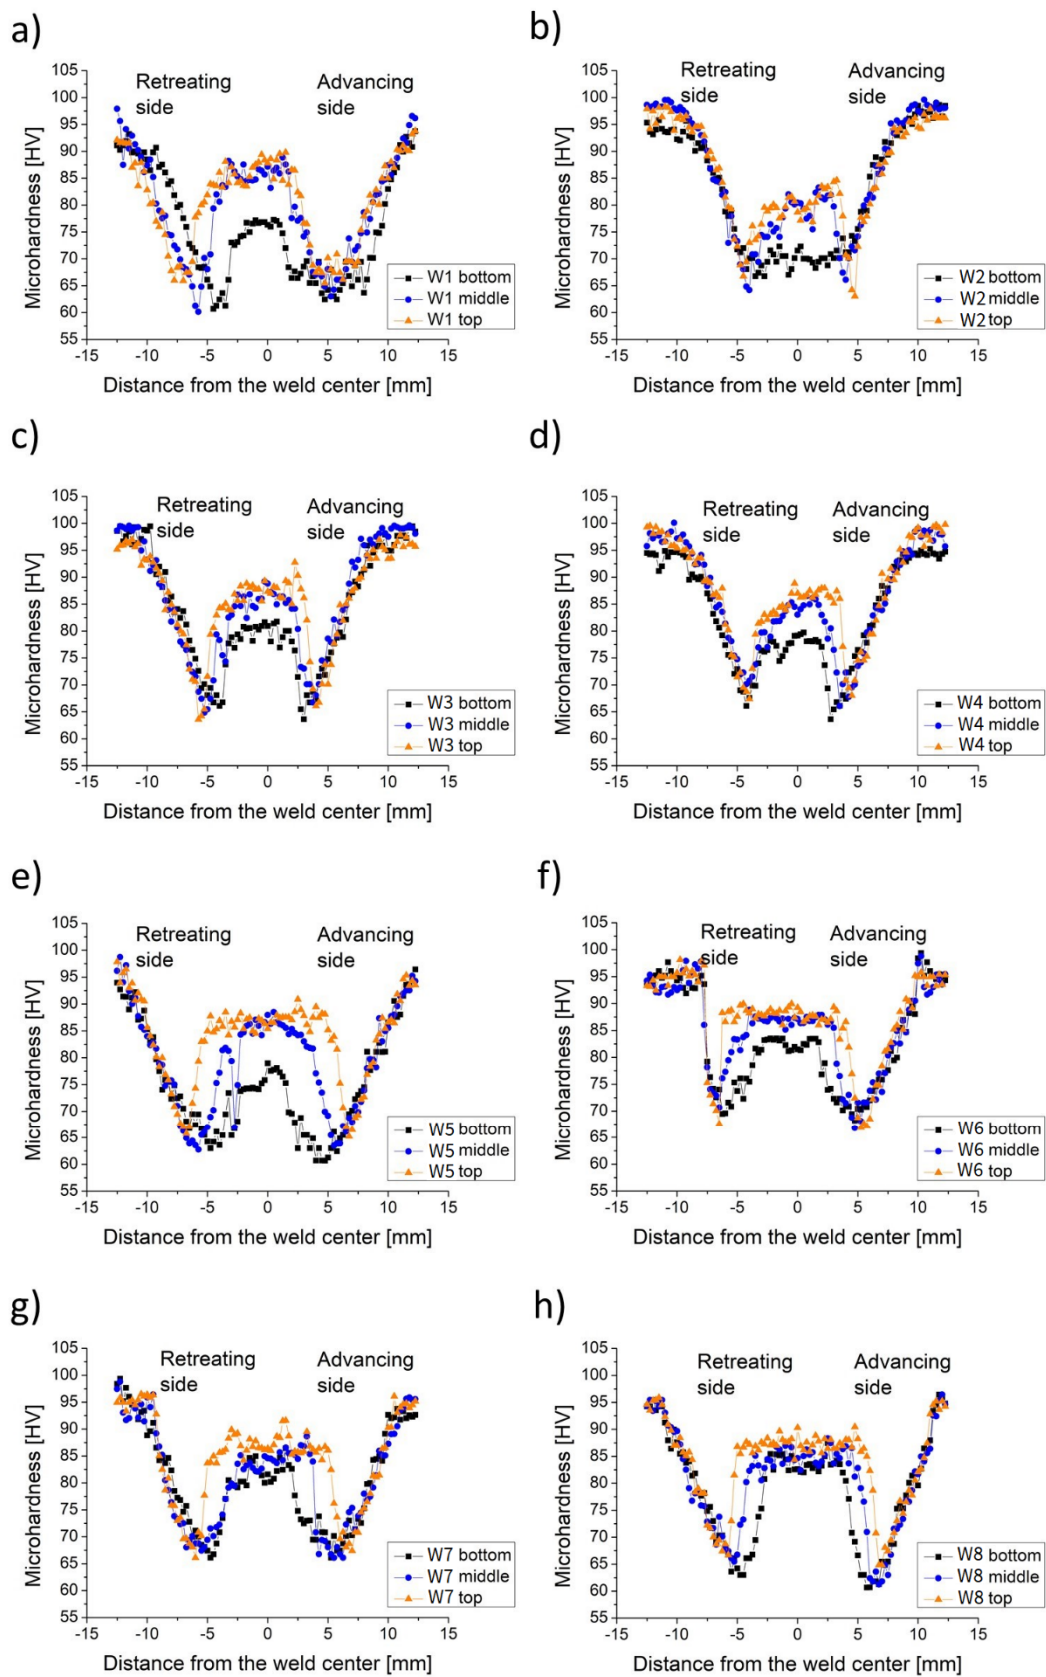 a)
105
100
95
90
85
80
75
70
65
60
55
Microhardness [HV]
Retreating
side
Advancing
side
W1 bottom
W1 middle
W1 top
-15 -10 -5 0 5 10 15
Distance from the weld center [mm]
b)
105
100
95
90
85
80
75
70
65
60
55
Microhardness [HV]
Retreating
side
Advancing
side
W2 bottom
W2 middle
W2 top
-15 -10 -5 0 5 10 15
Distance from the weld center [mm]
c)
105
100
95
90
85
80
75
70
65
60
55
Microhardness [HV]
Retreating
side
Advancing
side
W3 bottom
W3 middle
W3 top
-15 -10 -5 0 5 10 15
Distance from the weld center [mm]
d)
105
100
95
90
85
80
75
70
65
60
55
Microhardness [HV]
Retreating
side
Advancing
side
W4 bottom
W4 middle
W4 top
-15 -10 -5 0 5 10 15
Distance from the weld center [mm]
e)
105
100
95
90
85
80
75
70
65
60
55
Microhardness [HV]
Retreating
side
Advancing
side
W5 bottom
W5 middle
W5 top
-15 -10 -5 0 5 10 15
Distance from the weld center [mm]
f)
105
100
95
90
85
80
75
70
65
60
55
Microhardness [HV]
Retreating
side
Advancing
side
W6 bottom
W6 middle
W6 top
-15 -10 -5 0 5 10 15
Distance from the weld center [mm]
g)
105
100
95
90
85
80
75
70
65
60
55
Microhardness [HV]
Retreating
side
Advancing
side
W7 bottom
W7 middle
W7 top
-15 -10 -5 0 5 10 15
Distance from the weld center [mm]
h)
105
100
95
90
85
80
75
70
65
60
55
Microhardness [HV]
Retreating
side
Advancing
side
W8 bottom
W8 middle
W8 top
-15 -10 -5 0 5 10 15
Distance from the weld center [mm]